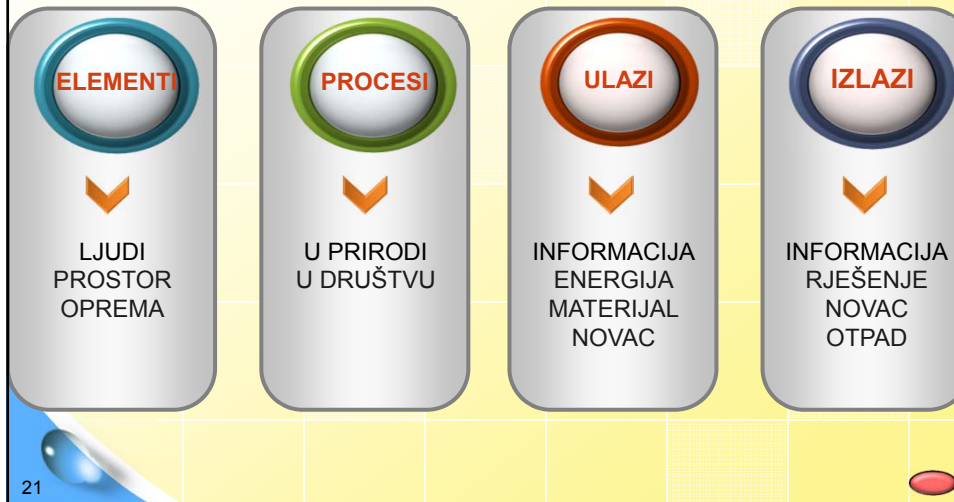 ELEMENTI
LJUDI
PROSTOR
OPREMA
PROCESI
U PRIRODI
U DRUŠTVU
ULAZI
INFORMACIJA
ENERGIJA
MATERIJAL
NOVAC
IZLAZI
INFORMACIJA
RJEŠENJE
NOVAC
OTPAD
21